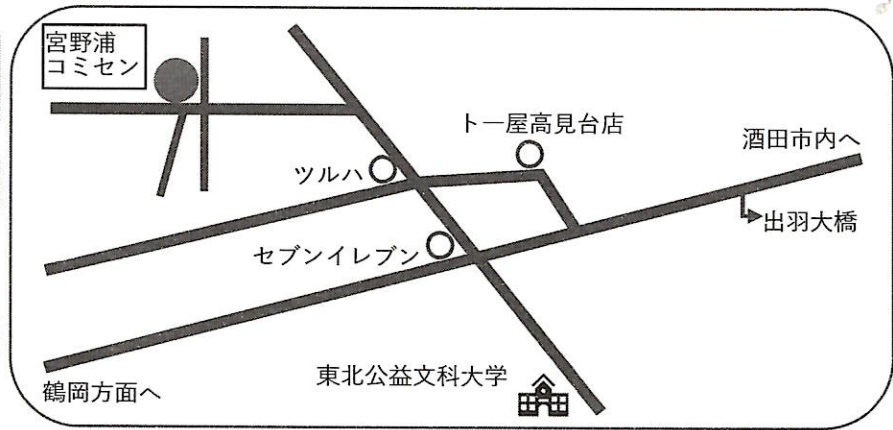 宮野浦
コミセン
トー屋高見台店
酒田市内へ
ツルハ
出羽大橋
セブンイレブン
東北公益文科大学
鶴岡方面へ